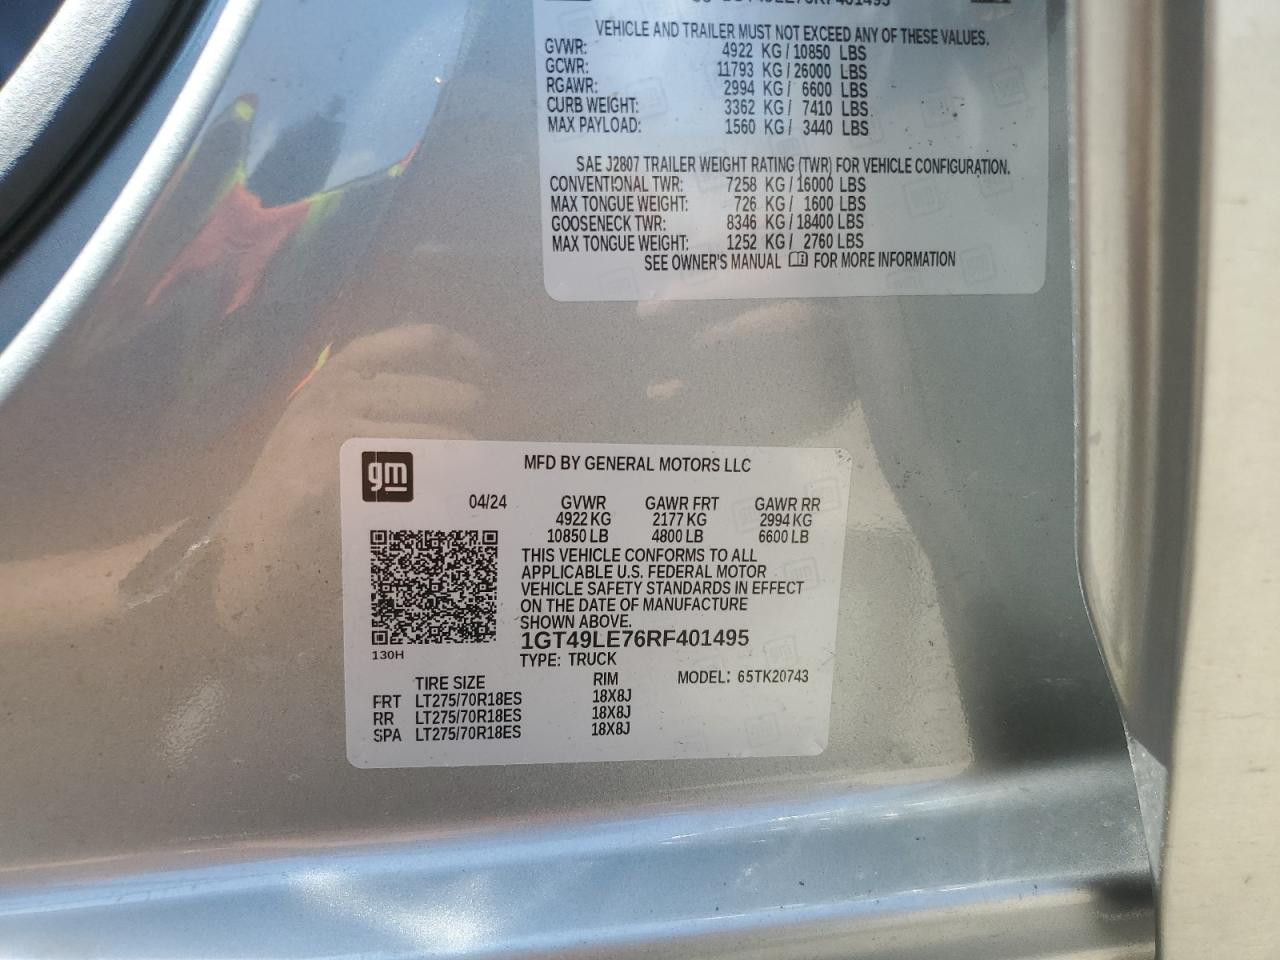 VEHICLE AND TRAILER MUST NOT EXCEED ANY OF THESE VALUES.
GVWR: 4922 KG/10850 LBS
GCWR: 11793 KG/26000 LBS
RGAWR: 2994 KG/ 6600 LBS
CURB WEIGHT: 3362 KG/ 7410 LBS
MAX PAYLOAD: 1560 KG/ 3440 LBS
SAE J2807 TRAILER WEIGHT RATING (TWR) FOR VEHICLE CONFIGURATION.
CONVENTIONAL TWR: 7258 KG/16000 LBS
MAX TONGUE WEIGHT: 726 KG/ 1600 LBS
GOOSENECK TWR: 8346 KG/18400 LBS
MAX TONGUE WEIGHT: 1252 KG/ 2760 LBS
SEE OWNER'S MANUAL FOR MORE INFORMATION
gm
MFD BY GENERAL MOTORS LLC
04/24 GVWR GAWR FRT GAWR RR
4922 KG 2177 KG 2994 KG
10850 LB 4800 LB 6600 LB
THIS VEHICLE CONFORMS TO ALL
APPLICABLE U.S. FEDERAL MOTOR
VEHICLE SAFETY STANDARDS IN EFFECT
ON THE DATE OF MANUFACTURE
SHOWN ABOVE.
1GT49LE76RF401495
130H
TYPE: TRUCK
TIRE SIZE RIM MODEL: 65TK20743
FRT LT275/70R18ES 18X8J
RR LT275/70R18ES 18X8J
SPA LT275/70R18ES 18X8J